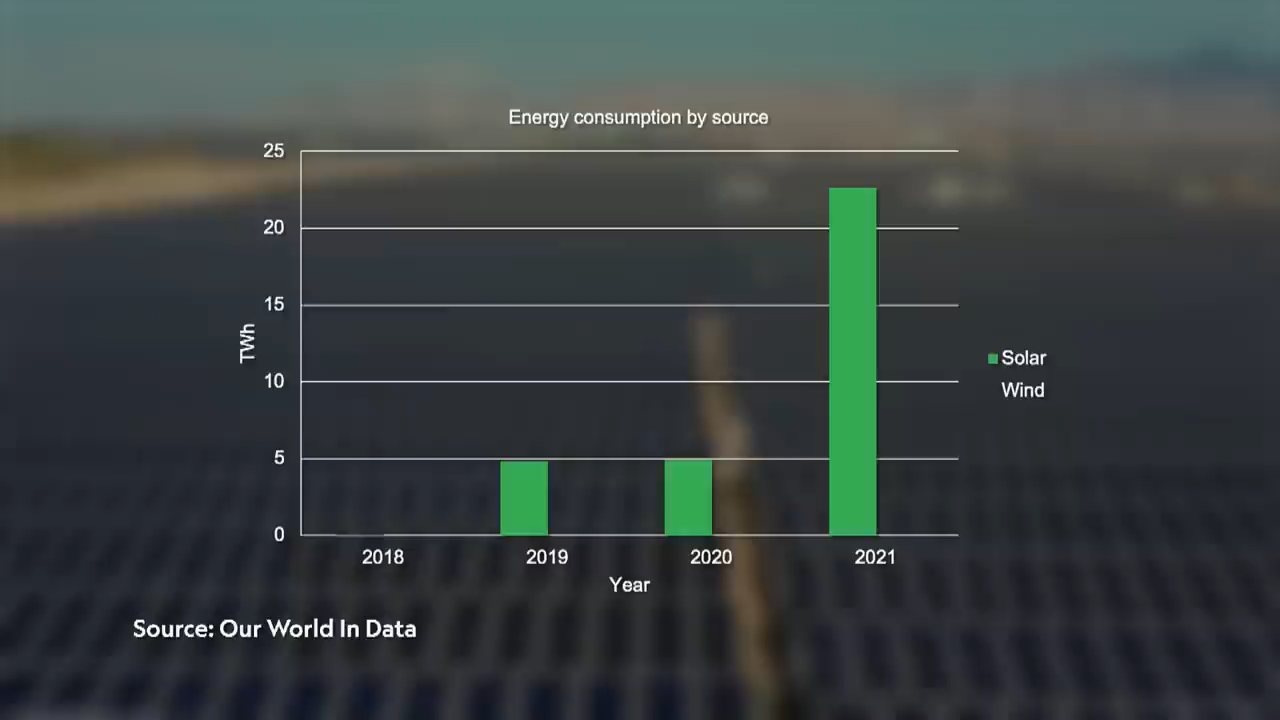 Energy consumption by source
25
20
15
10
5
0
TWh
2018 2019 2020 2021
Year
Solar
Wind
Source: Our World In Data